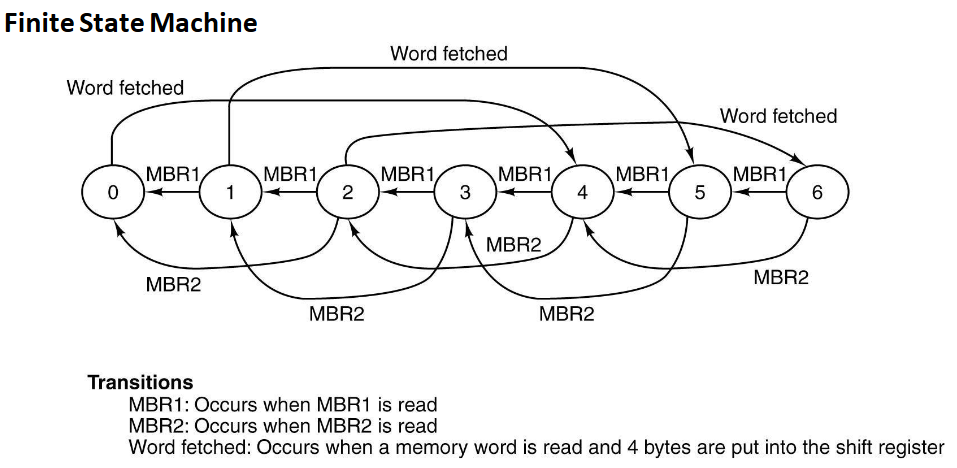 Finite State Machine
Word fetched
Word fetched
Word fetched
MBR1 MBR1 MBR1 MBR1 MBR1 MBR1
0 1 2 3 4 5 6
MBR2
MBR2
MBR2
MBR2
MBR2
Transitions
MBR1: Occurs when MBR1 is read
MBR2: Occurs when MBR2 is read
Word fetched: Occurs when a memory word is read and 4 bytes are put into the shift register